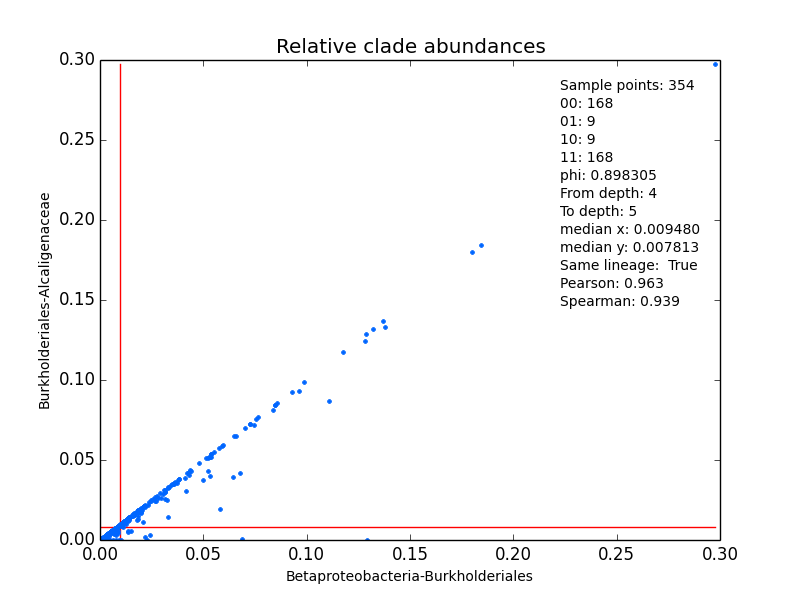 Relative clade abundances
0.30
0.25
0.20
0.15
0.10
0.05
0.00
Burkholderiales-Alcaligenaceae
Sample points: 354
00: 168
01: 9
10: 9
11: 168
phi: 0.898305
From depth: 4
To depth: 5
median x: 0.009480
median y: 0.007813
Same lineage:  True
Pearson: 0.963
Spearman: 0.939
0.00 0.05 0.10 0.15 0.20 0.25 0.30
Betaproteobacteria-Burkholderiales